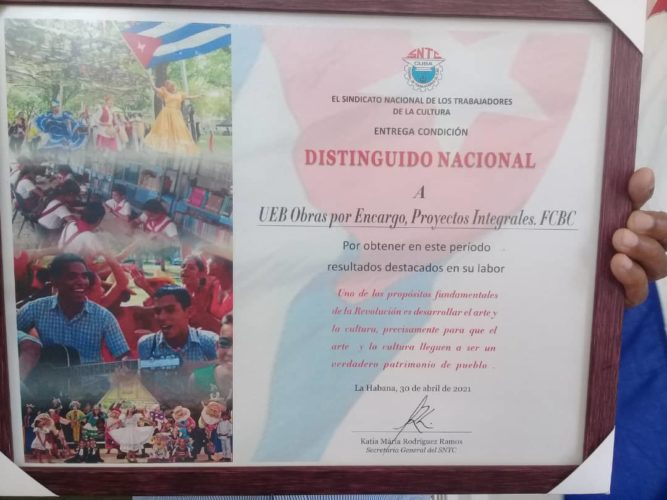 SNTC
CUBA
EL SINDICATO NACIONAL DE LOS TRABAJADORES
DE LA CULTURA
ENTREGA CONDICIÓN
DISTINGUIDO NACIONAL
A
UEB Obras por Encargo, Proyectos Integrales. FCBC
Por obtener en este período
resultados destacados en su labor
Uno de los propósitos fundamentales
de la Revolución es desarrollar el arte y
la cultura, precisamente para que el
arte y la cultura lleguen a ser un
verdadero patrimonio de pueblo .
La Habana, 30 de abril de 2021
Katia María Rodríguez Ramos
Secretario General del SNTC